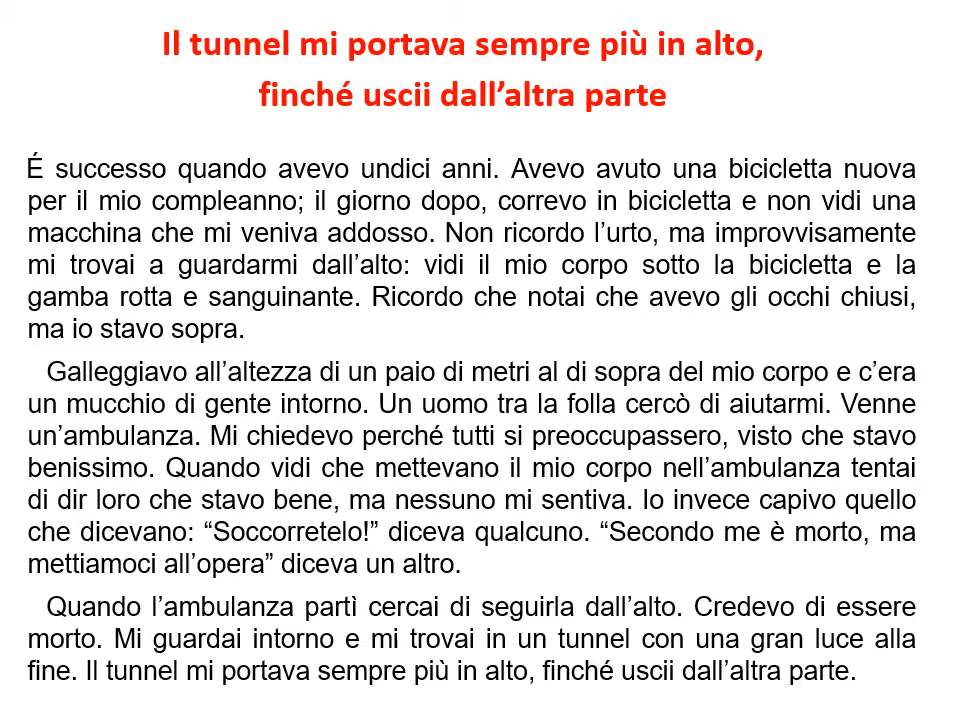 Il tunnel mi portava sempre più in alto,
finché uscii dall’altra parte
É successo quando avevo undici anni. Avevo avuto una bicicletta nuova
per il mio compleanno; il giorno dopo, correvo in bicicletta e non vidi una
macchina che mi veniva addosso. Non ricordo l’urto, ma improvvisamente
mi trovai a guardarmi dall’alto: vidi il mio corpo sotto la bicicletta e la
gamba rotta e sanguinante. Ricordo che notai che avevo gli occhi chiusi,
ma io stavo sopra.
Galleggiavo all’altezza di un paio di metri al di sopra del mio corpo e c’era
un mucchio di gente intorno. Un uomo tra la folla cercò di aiutarmi. Venne
un’ambulanza. Mi chiedevo perché tutti si preoccupassero, visto che stavo
benissimo. Quando vidi che mettevano il mio corpo nell’ambulanza tentai
di dir loro che stavo bene, ma nessuno mi sentiva. Io invece capivo quello
che dicevano: “Soccorretelo!” diceva qualcuno. “Secondo me è morto, ma
mettiamoci all’opera” diceva un altro.
Quando l’ambulanza partì cercai di seguirla dall’alto. Credevo di essere
morto. Mi guardai intorno e mi trovai in un tunnel con una gran luce alla
fine. Il tunnel mi portava sempre più in alto, finché uscii dall’altra parte.